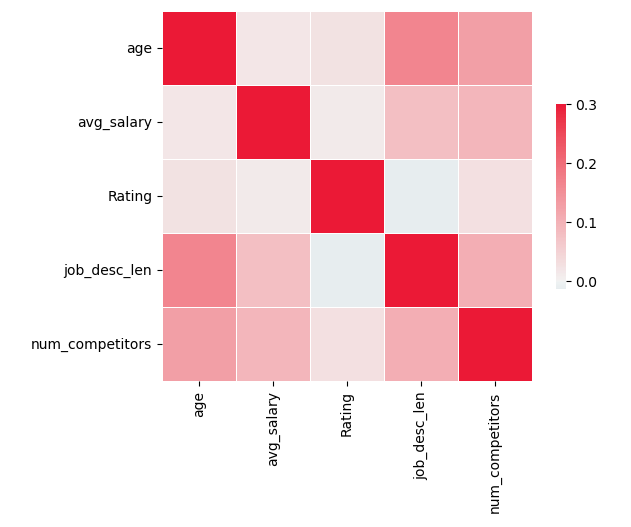 age
avg_salary
Rating
job_desc_len
num_competitors
age
avg_salary
Rating
job_desc_len
num_competitors
0.3
0.2
0.1
0.0